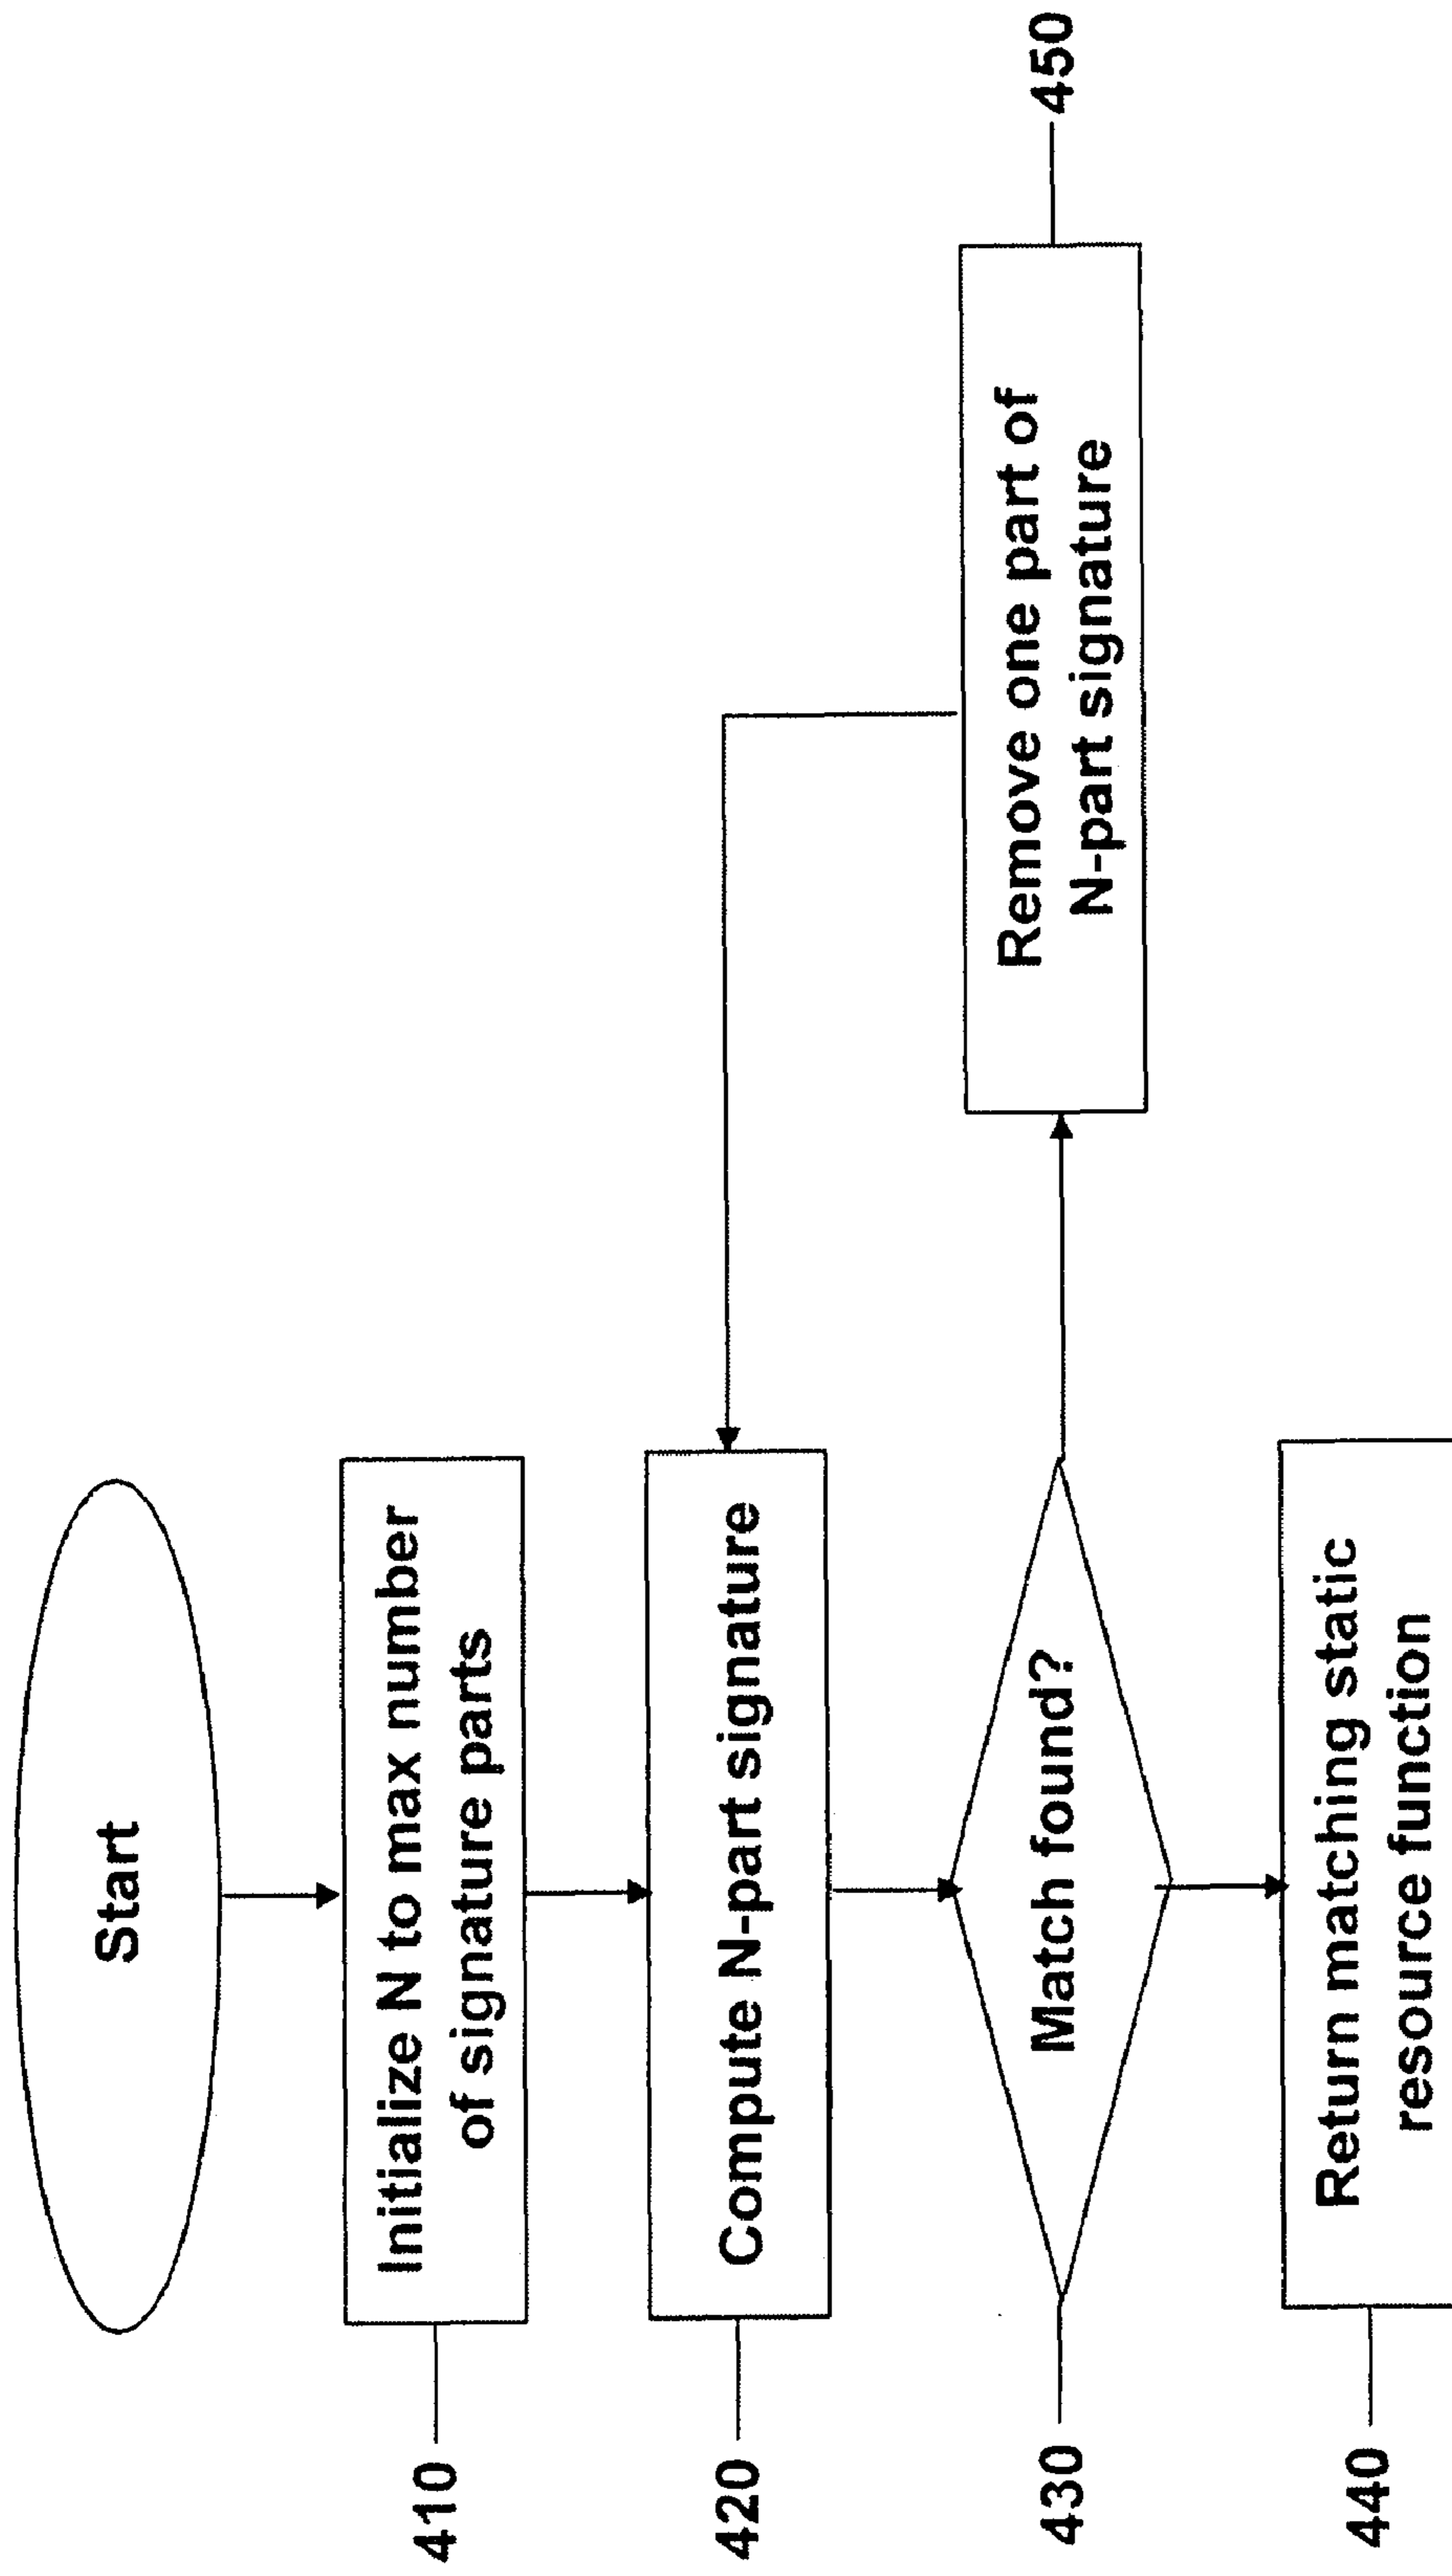 Start
410
Initialize N to max number
of signature parts
420
Compute N-part signature
430
Match found?
Remove one part of
N-part signature
450
440
Return matching static
resource function